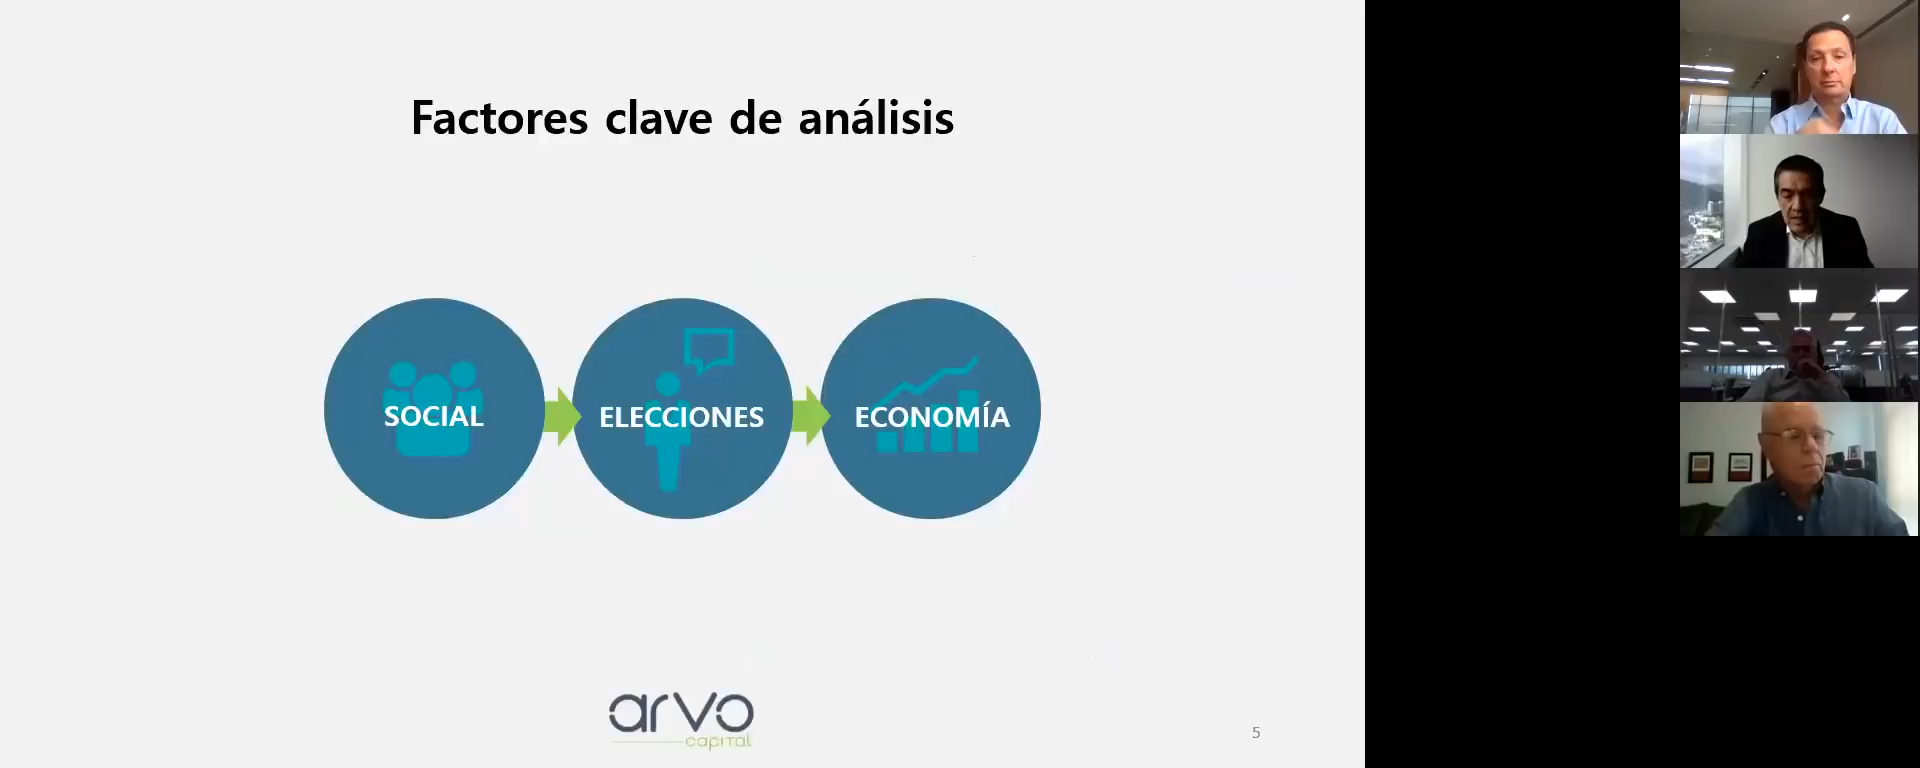 Factores clave de análisis
SOCIAL
ELECCIONES
ECONOMÍA
arvo
capital
5